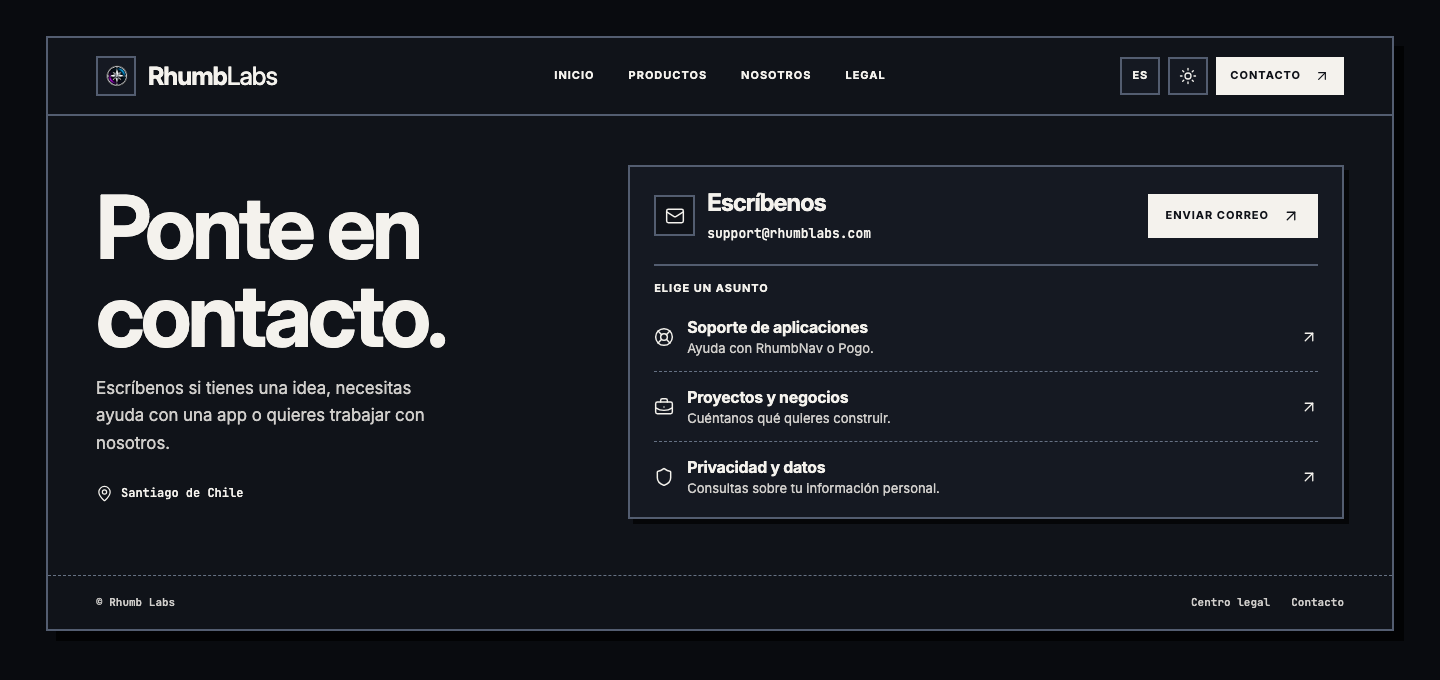 RhumbLabs
INICIO
PRODUCTOS
NOSOTROS
LEGAL
ES
CONTACTO
Ponte en
contacto.
Escríbenos si tienes una idea, necesitas
ayuda con una app o quieres trabajar con
nosotros.
Santiago de Chile
Escríbenos
support@rhumblabs.com
ENVIAR CORREO
ELIGE UN ASUNTO
Soporte de aplicaciones
Ayuda con RhumbNav o Pogo.
Proyectos y negocios
Cuéntanos qué quieres construir.
Privacidad y datos
Consultas sobre tu información personal.
© Rhumb Labs
Centro legal
Contacto